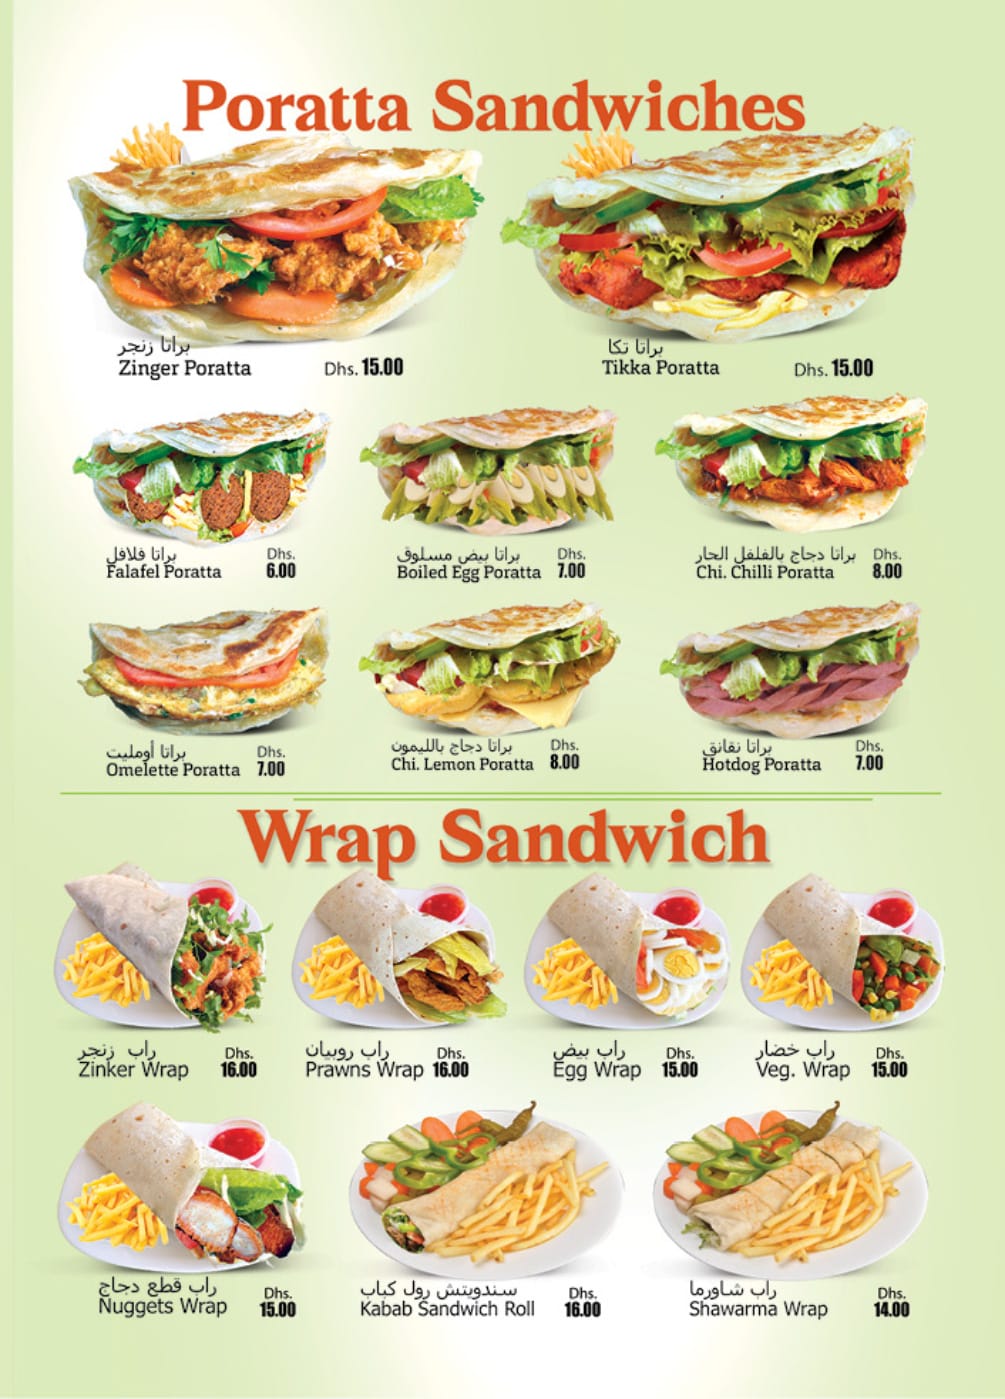 Poratta Sandwiches
براتا زنجر
Zinger Poratta Dhs. 15.00
براتا تكا
Tikka Poratta Dhs. 15.00
براتا فلافل Dhs.
Falafel Poratta 6.00
براتا بيض مسلوق Dhs.
Boiled Egg Poratta 7.00
براتا دجاج بالفلفل الحار Dhs.
Chi. Chilli Poratta 8.00
براتا أومليت Dhs.
Omelette Poratta 7.00
براتا دجاج بالليمون Dhs.
Chi. Lemon Poratta 8.00
براتا نقانق Dhs.
Hotdog Poratta 7.00
Wrap Sandwich
راب زنجر Dhs.
Zinker Wrap 16.00
راب روبيان Dhs.
Prawns Wrap 16.00
راب بيض Dhs.
Egg Wrap 15.00
راب خضار Dhs.
Veg. Wrap 15.00
راب قطع دجاج Dhs.
Nuggets Wrap 15.00
سندويتش رول كباب Dhs.
Kabab Sandwich Roll 16.00
راب شاورما Dhs.
Shawarma Wrap 14.00